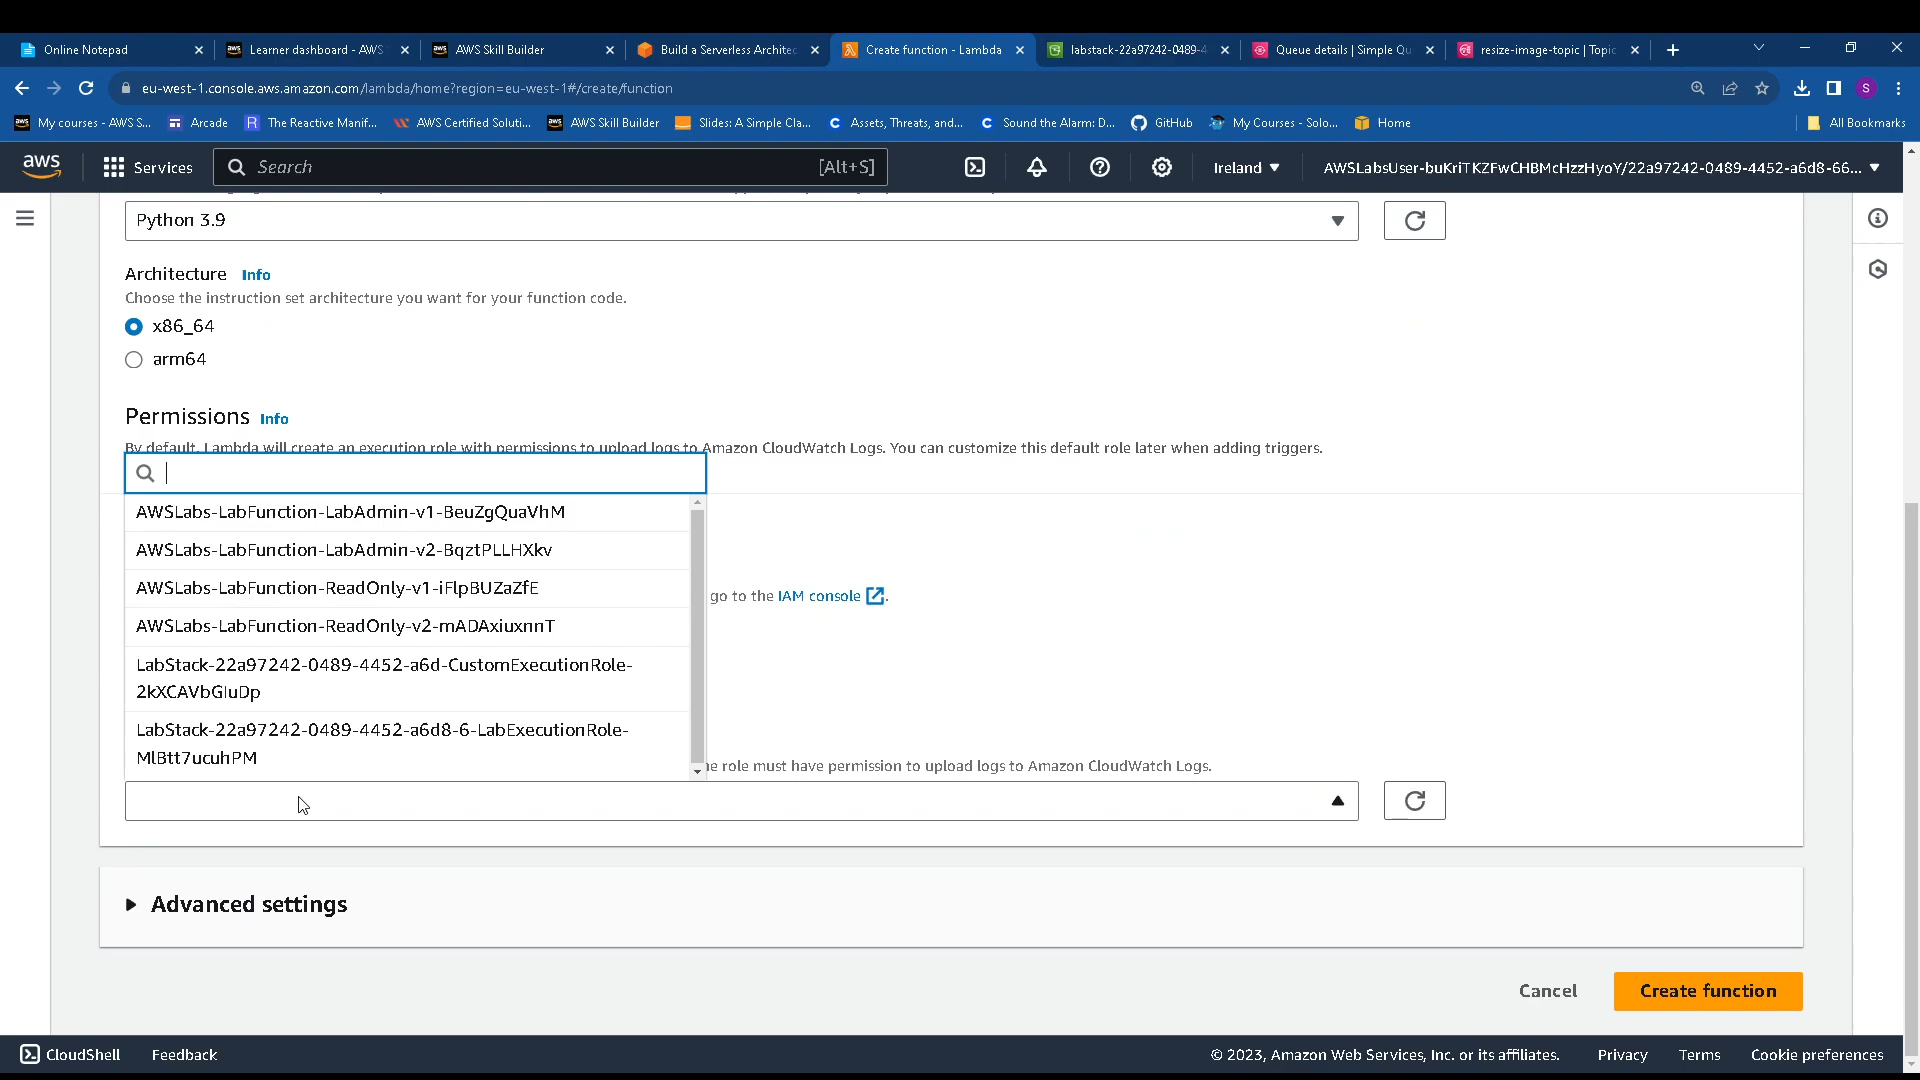 Online Notepad
Learner dashboard - AWS
AWS Skill Builder
Build a Serverless Architec
Create function - Lambda
labstack-22a97242-0489-4
Queue details | Simple Qu
resize-image-topic | Topic
eu-west-1.console.aws.amazon.com/lambda/home?region=eu-west-1#/create/function
S
My courses - AWS S...
Arcade
The Reactive Manif...
AWS Certified Soluti...
AWS Skill Builder
Slides: A Simple Cla...
Assets, Threats, and...
Sound the Alarm: D...
GitHub
My Courses - Solo...
Home
All Bookmarks
aws
Services
Search
[Alt+S]
Ireland
AWSLabsUser-buKriTKZFwCHBMcHzzHyoY/22a97242-0489-4452-a6d8-66...
Python 3.9
Architecture Info
Choose the instruction set architecture you want for your function code.
x86_64
arm64
Permissions Info
By default, Lambda will create an execution role with permissions to upload logs to Amazon CloudWatch Logs. You can customize this default role later when adding triggers.
AWSLabs-LabFunction-LabAdmin-v1-BeuZgQuaVhM
AWSLabs-LabFunction-LabAdmin-v2-BqztPLLHXkv
AWSLabs-LabFunction-ReadOnly-v1-iFlpBUZaZfE
go to the IAM console.
AWSLabs-LabFunction-ReadOnly-v2-mADAxiuxnnT
LabStack-22a97242-0489-4452-a6d-CustomExecutionRole-
2kXCAVbGIuDp
LabStack-22a97242-0489-4452-a6d8-6-LabExecutionRole-
MlBtt7ucuhPM
role must have permission to upload logs to Amazon CloudWatch Logs.
Advanced settings
Cancel
Create function
CloudShell
Feedback
© 2023, Amazon Web Services, Inc. or its affiliates.
Privacy
Terms
Cookie preferences